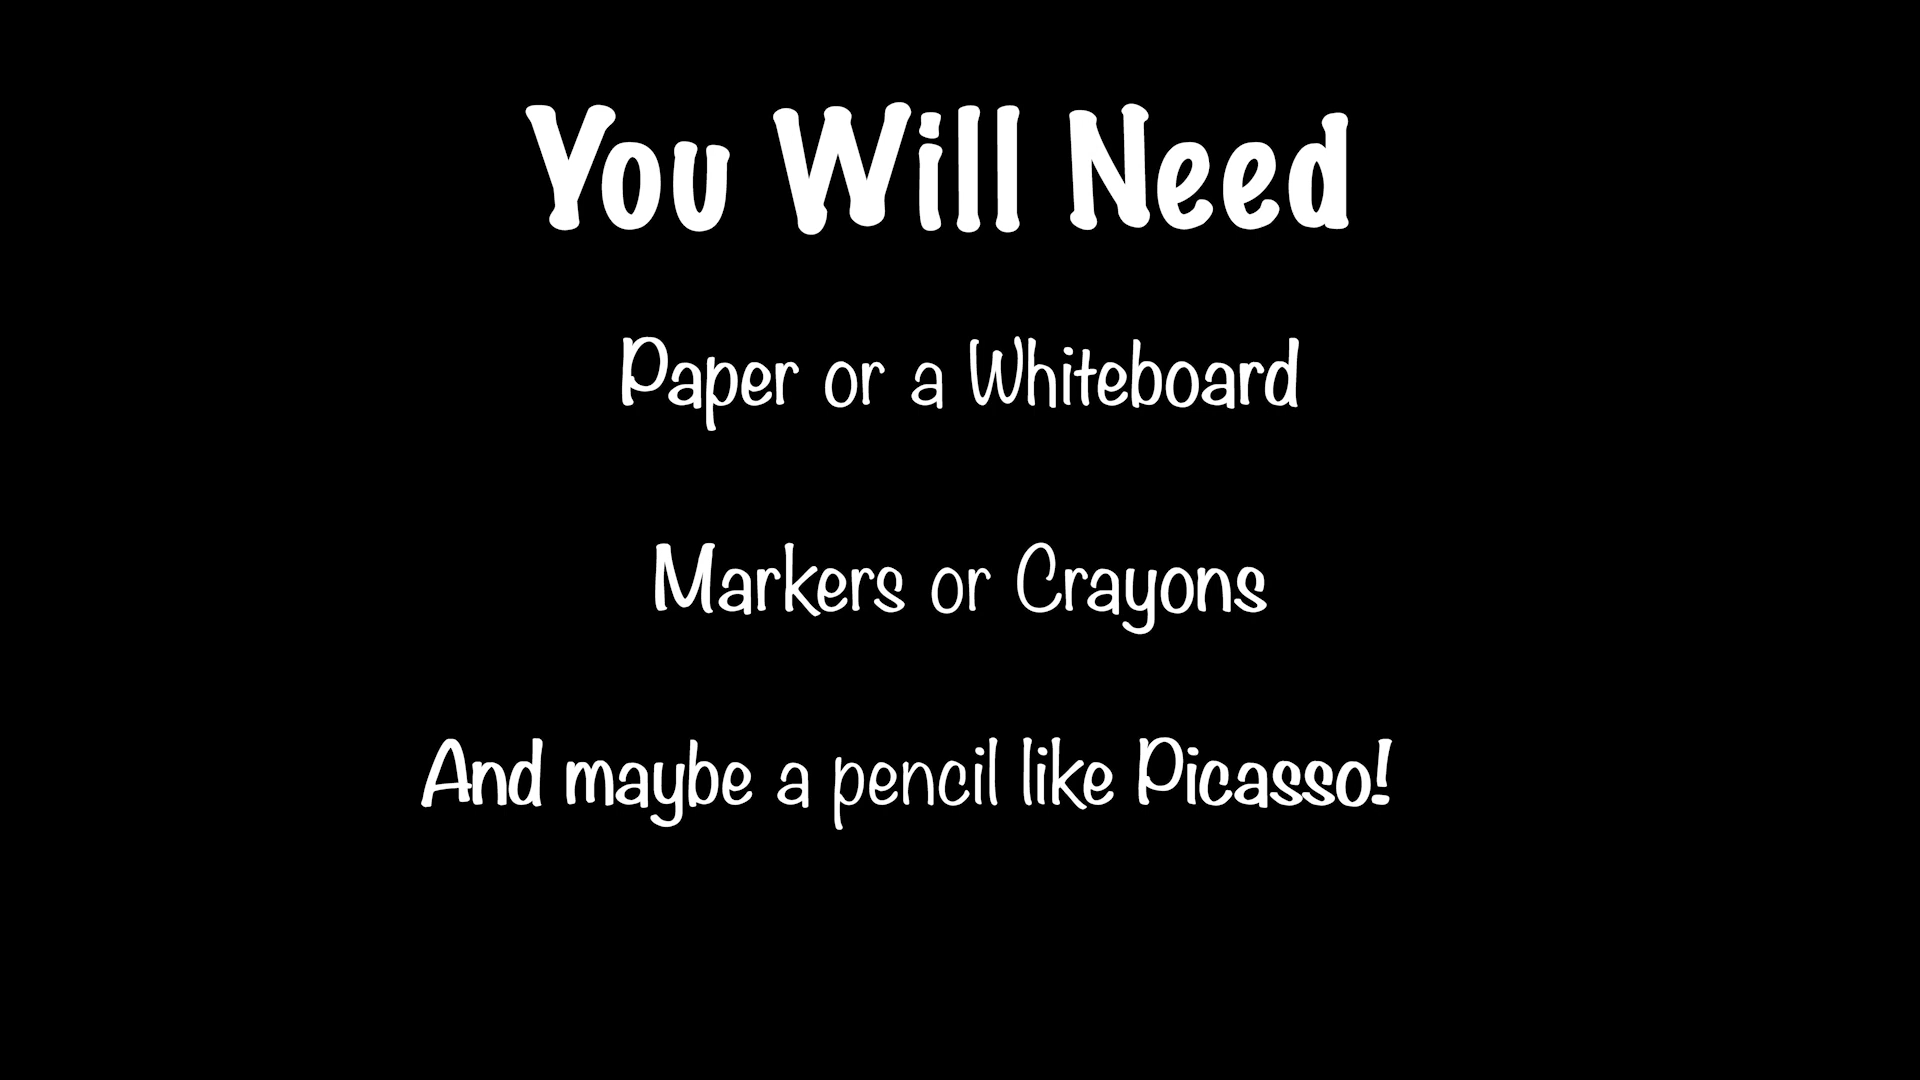 You Will Need
Paper or a Whiteboard
Markers or Crayons
And maybe a pencil like Picasso!